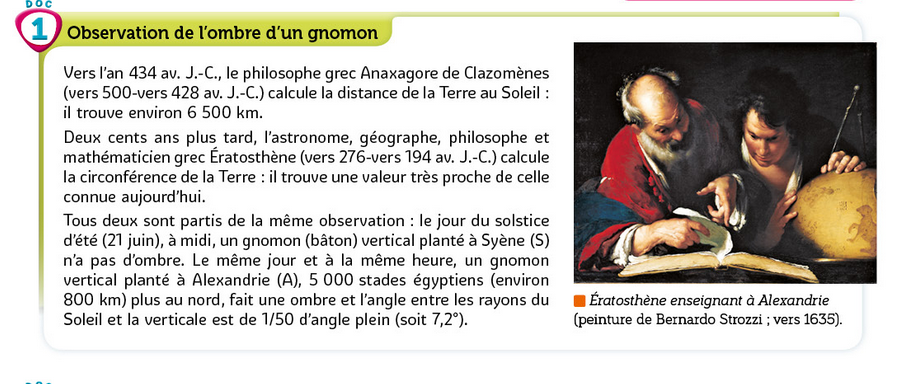 DOC
1
Observation de l’ombre d’un gnomon
Vers l’an 434 av. J.-C., le philosophe grec Anaxagore de Clazomènes
(vers 500-vers 428 av. J.-C.) calcule la distance de la Terre au Soleil :
il trouve environ 6 500 km.
Deux cents ans plus tard, l’astronome, géographe, philosophe et
mathématicien grec Ératosthène (vers 276-vers 194 av. J.-C.) calcule
la circonférence de la Terre : il trouve une valeur très proche de celle
connue aujourd’hui.
Tous deux sont partis de la même observation : le jour du solstice
d’été (21 juin), à midi, un gnomon (bâton) vertical planté à Syène (S)
n’a pas d’ombre. Le même jour et à la même heure, un gnomon
vertical planté à Alexandrie (A), 5 000 stades égyptiens (environ
800 km) plus au nord, fait une ombre et l’angle entre les rayons du
Soleil et la verticale est de 1/50 d’angle plein (soit 7,2°).
Ératosthène enseignant à Alexandrie
(peinture de Bernardo Strozzi ; vers 1635).